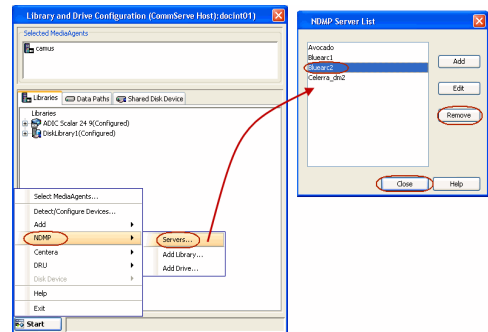 Library and Drive Configuration (CommServe Host):docint01)
Selected MediaAgents
camus
Libraries
Data Paths
Shared Disk Device
Libraries
ADIC Scalar 24 9(Configured)
DiskLibrary1(Configured)
Select MediaAgents...
Detect/Configure Devices...
Add
NDMP
Centera
DRU
Disk Device
Help
Exit
Servers...
Add Library...
Add Drive...
Start
NDMP Server List
Avocado
Bluearc1
Bluearc2
Celerra_dm2
Add
Edit
Remove
Close
Help